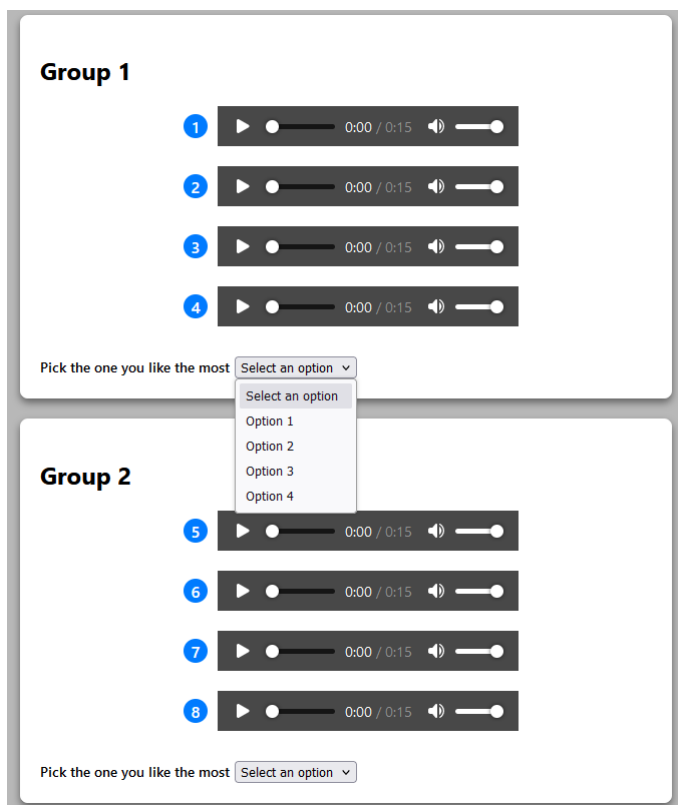 Group 1
1 0:00 / 0:15
2 0:00 / 0:15
3 0:00 / 0:15
4 0:00 / 0:15
Pick the one you like the most Select an option
Select an option
Option 1
Option 2
Option 3
Option 4
Group 2
5 0:00 / 0:15
6 0:00 / 0:15
7 0:00 / 0:15
8 0:00 / 0:15
Pick the one you like the most Select an option